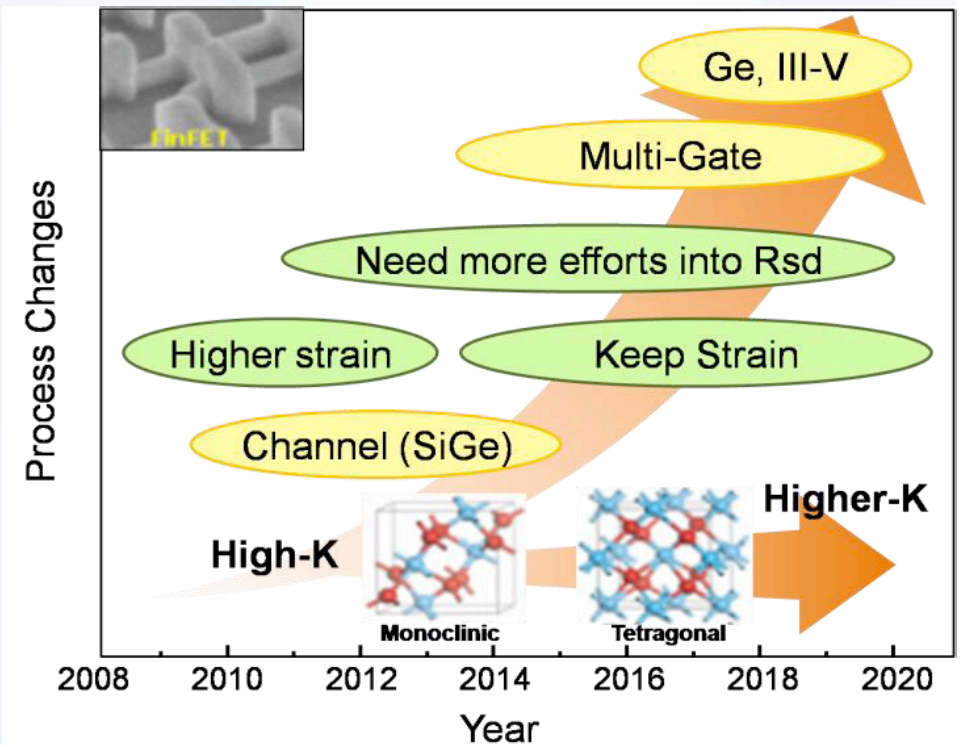 FinFET
Ge, III-V
Multi-Gate
Need more efforts into Rsd
Higher strain
Keep Strain
Channel (SiGe)
Higher-K
High-K
Monoclinic
Tetragonal
Process Changes
2008 2010 2012 2014 2016 2018 2020
Year